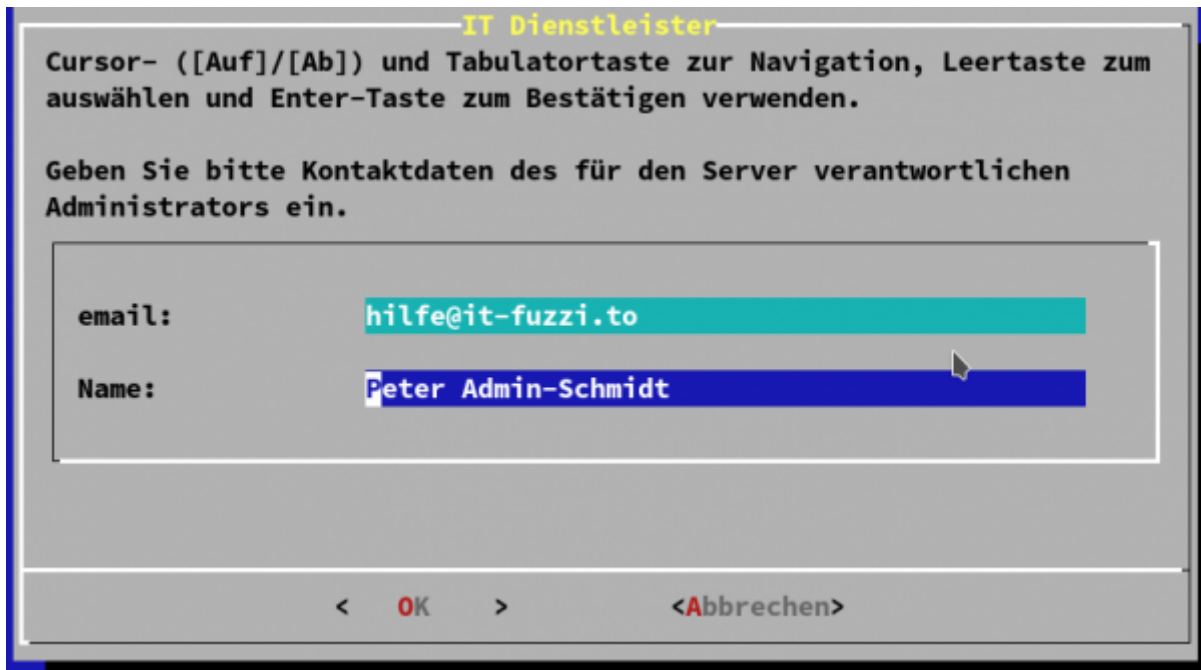 IT Dienstleister
Cursor- ([Auf]/[Ab]) und Tabulatortaste zur Navigation, Leertaste zum
auswählen und Enter-Taste zum Bestätigen verwenden.
Geben Sie bitte Kontaktdaten des für den Server verantwortlichen
Administrators ein.
email: hilfe@it-fuzzi.to
Name: Peter Admin-Schmidt
< OK > <Abbrechen>